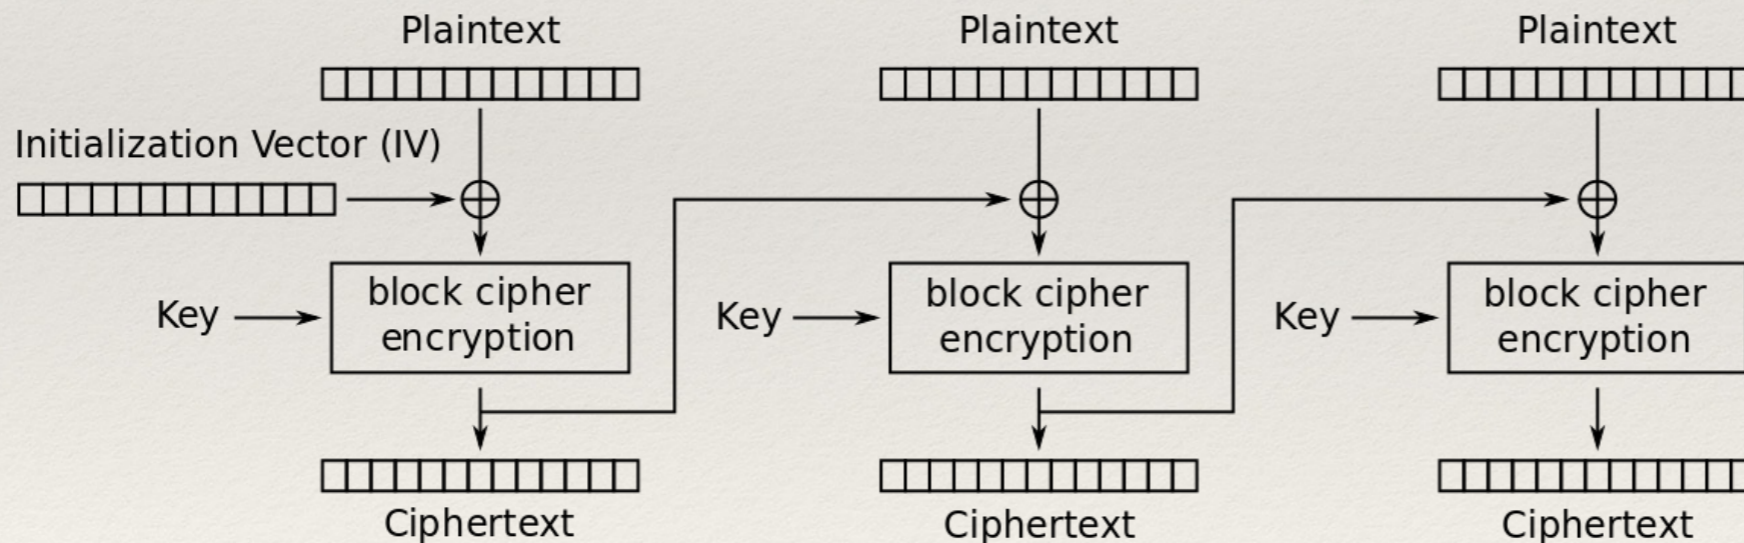 Plaintext
Plaintext
Plaintext
Initialization Vector (IV)
Key
block cipher
encryption
Key
block cipher
encryption
Key
block cipher
encryption
Ciphertext
Ciphertext
Ciphertext